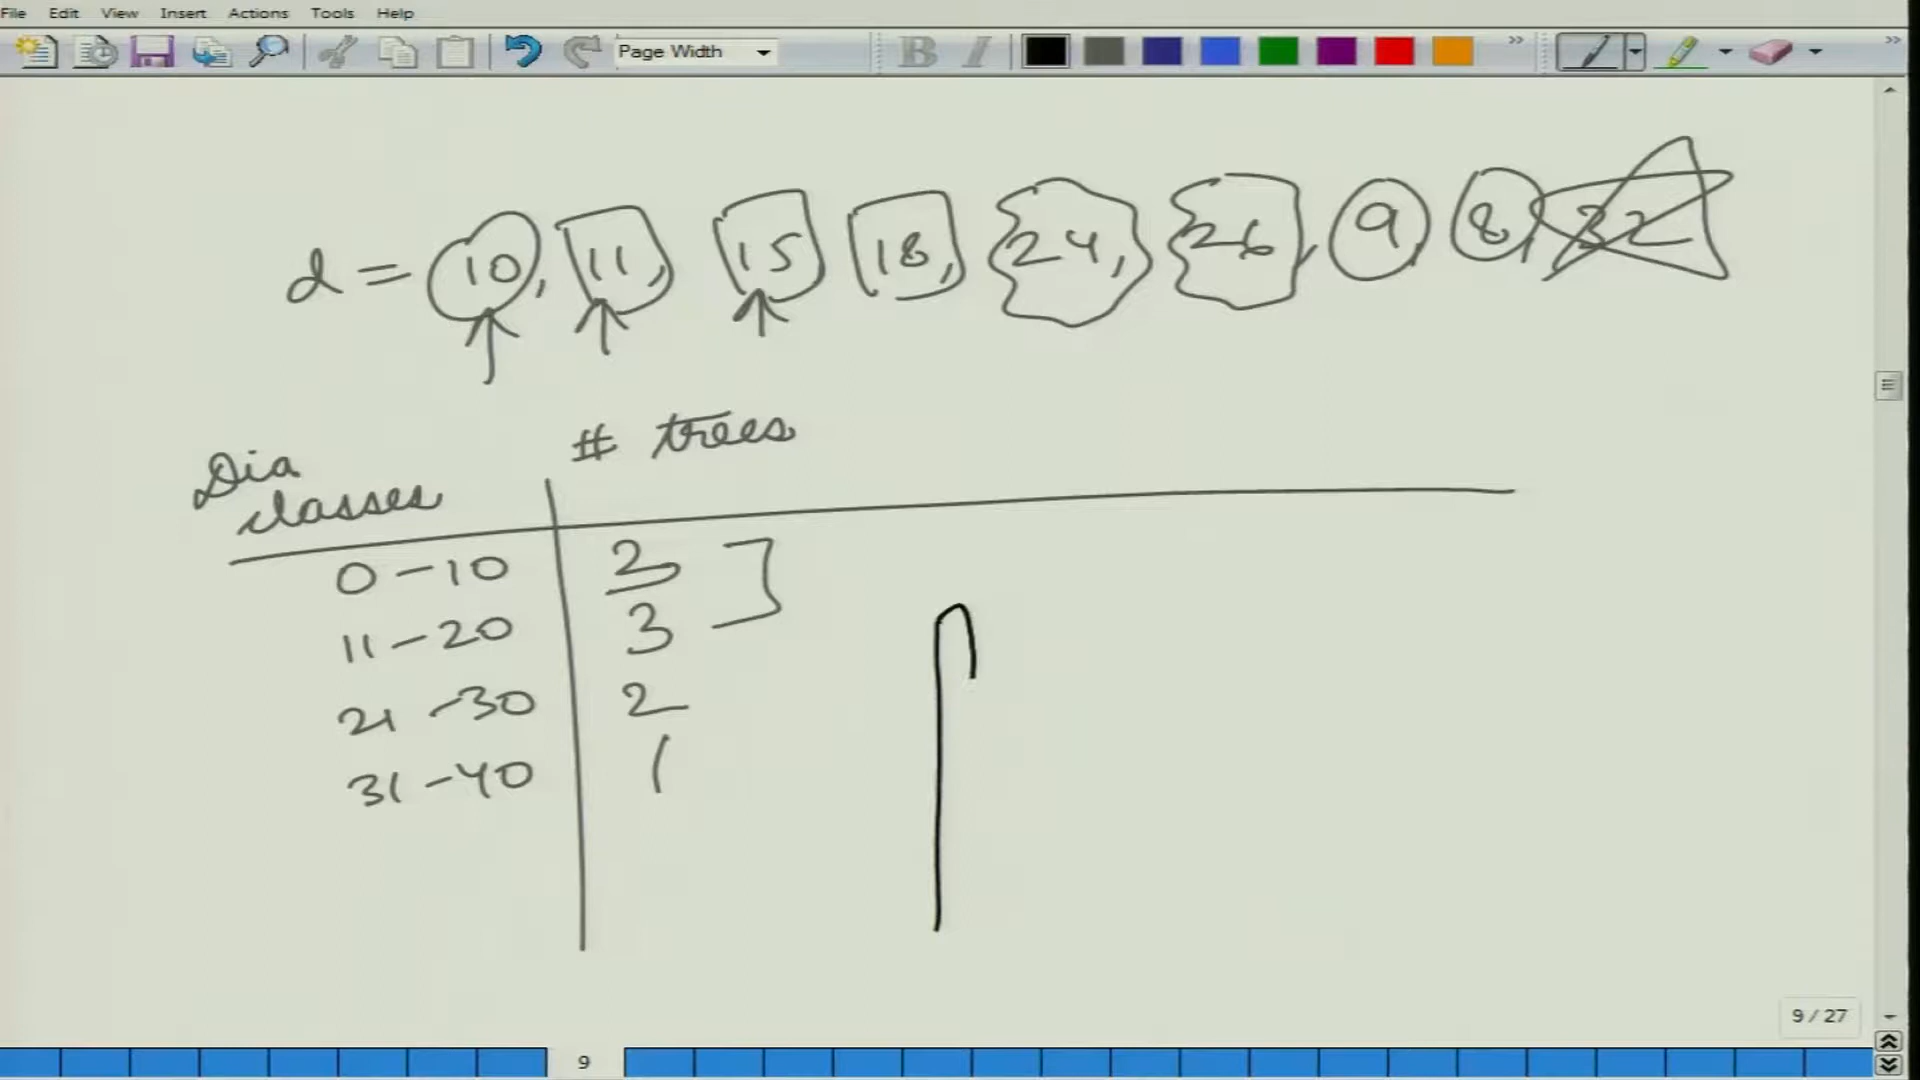 File Edit View Insert Actions Tools Help
Page Width B I
d = 10, 11, 15 18, 24, 26, 9, 8, 32
# trees
Dia
classes
0-10 2
11-20 3
21-30 2
31-40 1
9 / 27
9